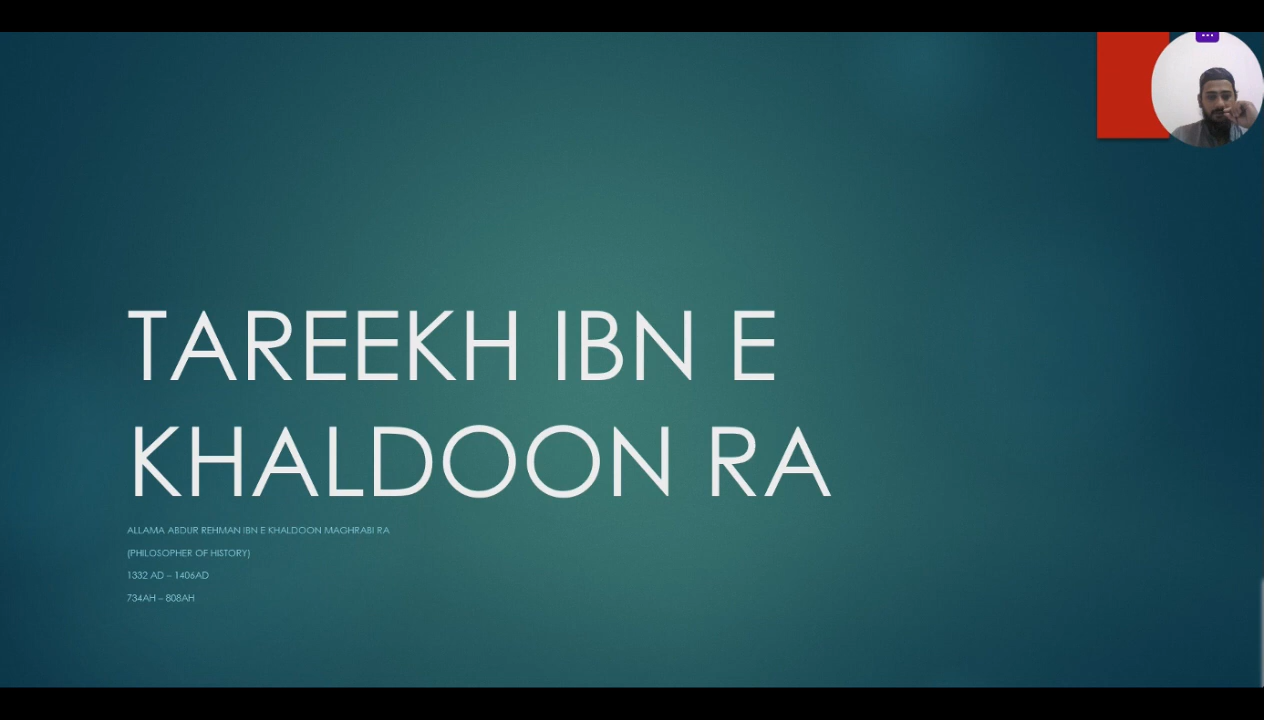 TAREEKH IBN E
KHALDOON RA
ALLAMA ABDUR REHMAN IBN E KHALDOON MAGHRABI RA
(PHILOSOPHER OF HISTORY)
1332 AD – 1406AD
734AH – 808AH